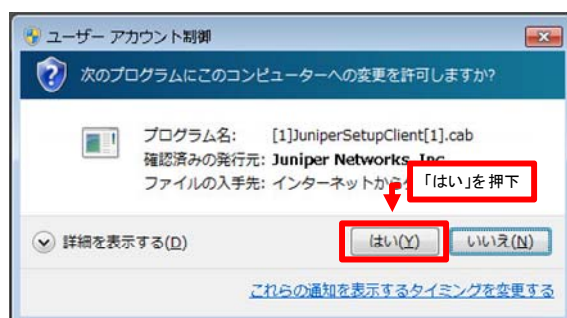 ユーザー アカウント制御
次のプログラムにこのコンピューターへの変更を許可しますか?
プログラム名: [1]JuniperSetupClient[1].cab
確認済みの発行元: Juniper Networks, Inc.
ファイルの入手先: インターネットから
「はい」を押下
詳細を表示する(D)
はい(Y)
いいえ(N)
これらの通知を表示するタイミングを変更する